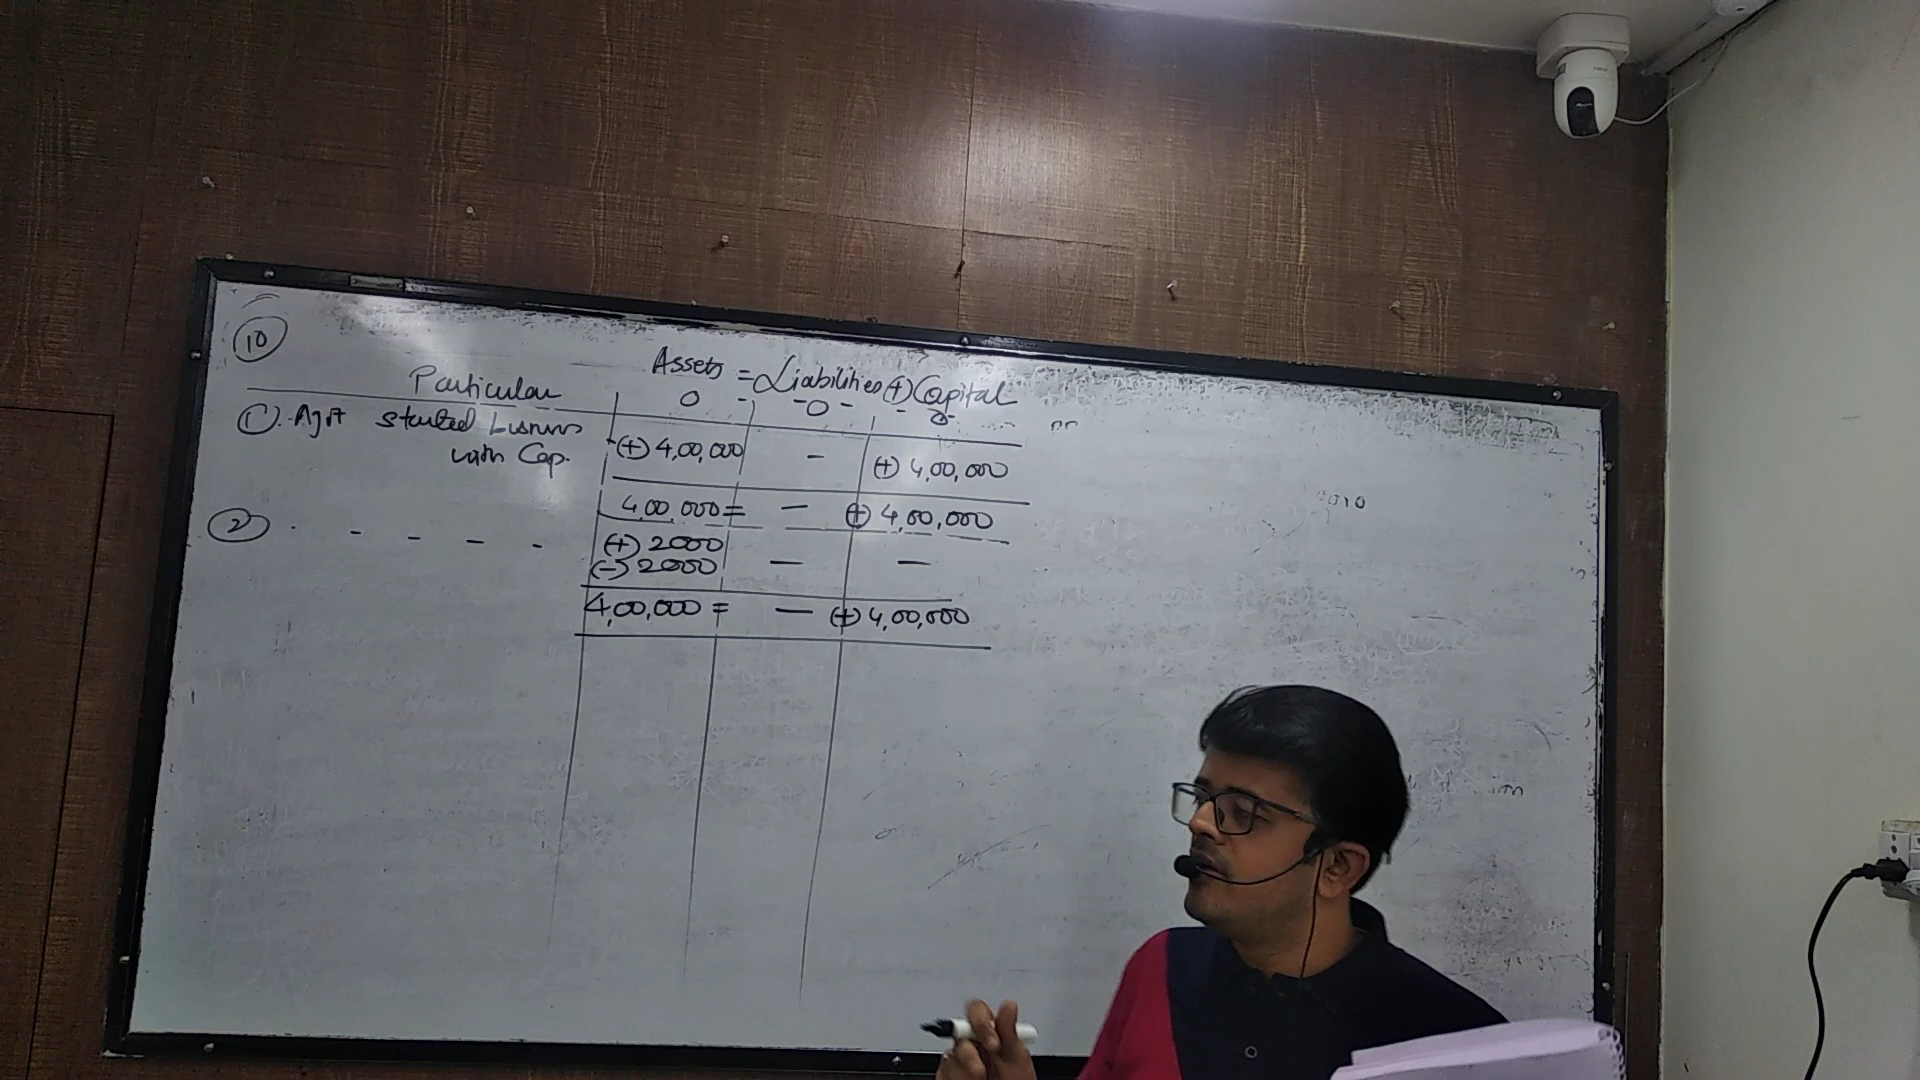 10
Particular Assets = Liabilities (+) Capital
0 - 0 - - 0
1. Ajit started business (+) 4,00,000 - (+) 4,00,000
with Cap.
4,00,000 = - (+) 4,00,000
2 - - - - (+) 2000
(-) 2000 - -
4,00,000 = - (+) 4,00,000